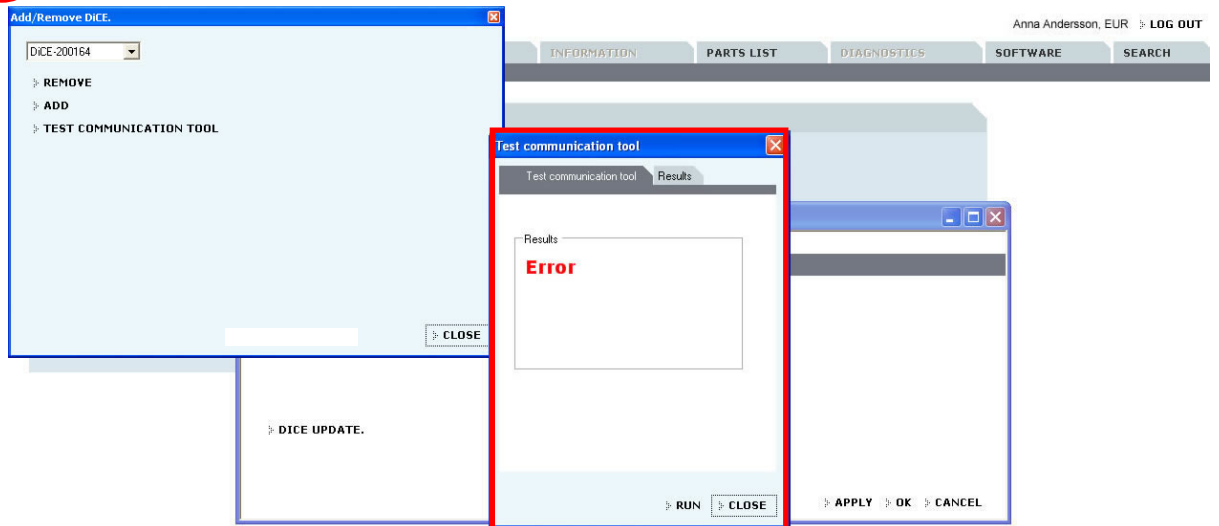 Add/Remove DiCE.
Anna Andersson, EUR LOG OUT
DiCE-200164
INFORMATION PARTS LIST DIAGNOSTICS SOFTWARE SEARCH
REMOVE
ADD
TEST COMMUNICATION TOOL
CLOSE
Test communication tool
Test communication tool Results
Results
Error
RUN CLOSE
DICE UPDATE.
APPLY OK CANCEL